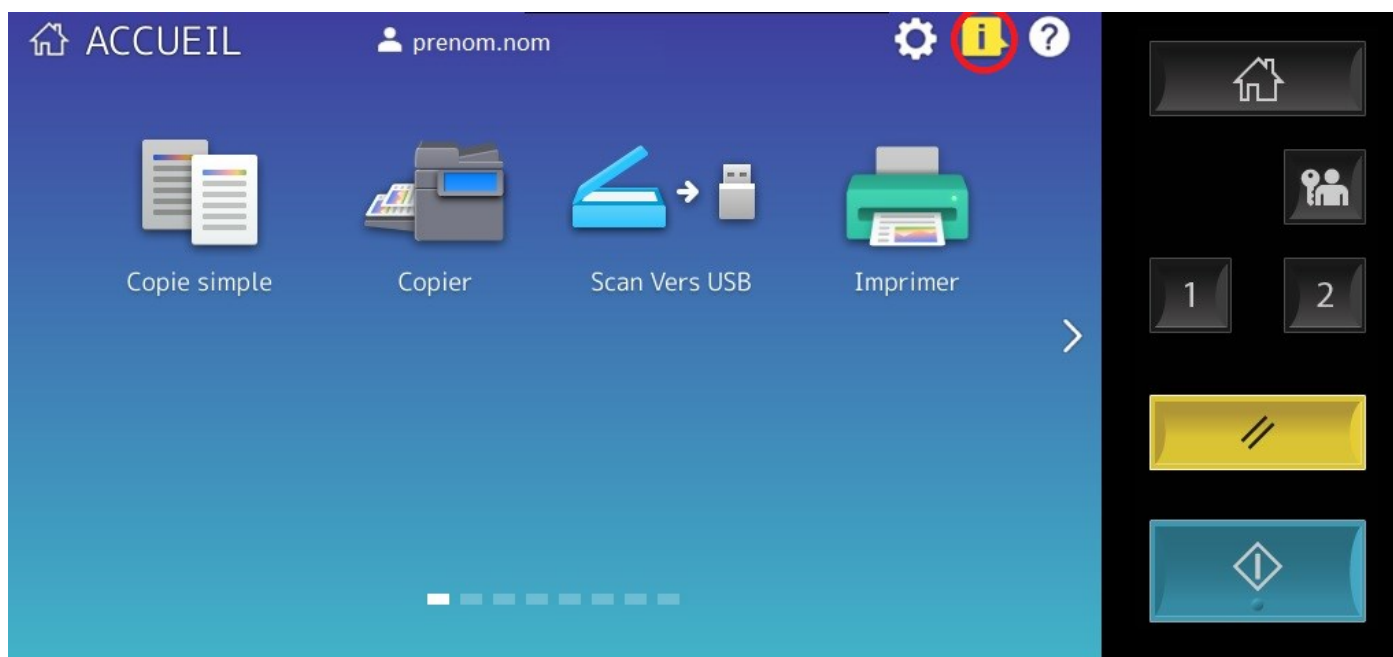 ACCUEIL
prenom.nom
i
?
Copie simple
Copier
Scan Vers USB
Imprimer
1
2